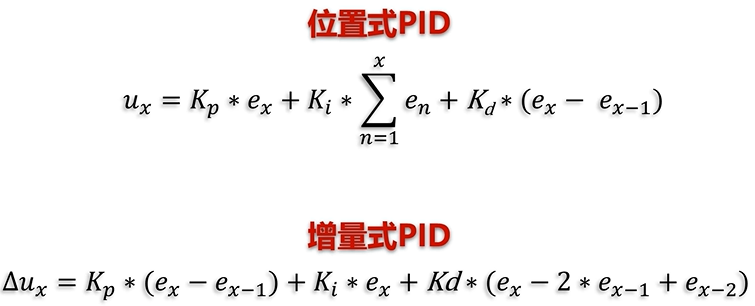 位置式PID
$u_x = K_p * e_x + K_i * \sum_{n=1}^{x} e_n + K_d * (e_x - e_{x-1})$
增量式PID
$\Delta u_x = K_p * (e_x - e_{x-1}) + K_i * e_x + Kd * (e_x - 2 * e_{x-1} + e_{x-2})$